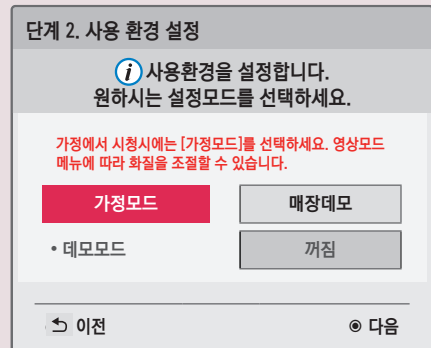 단계 2. 사용 환경 설정
i 사용환경을 설정합니다.
원하시는 설정모드를 선택하세요.
가정에서 시청시에는 [가정모드]를 선택하세요. 영상모드
메뉴에 따라 화질을 조절할 수 있습니다.
가정모드 매장데모
• 데모모드 꺼짐
이전 다음